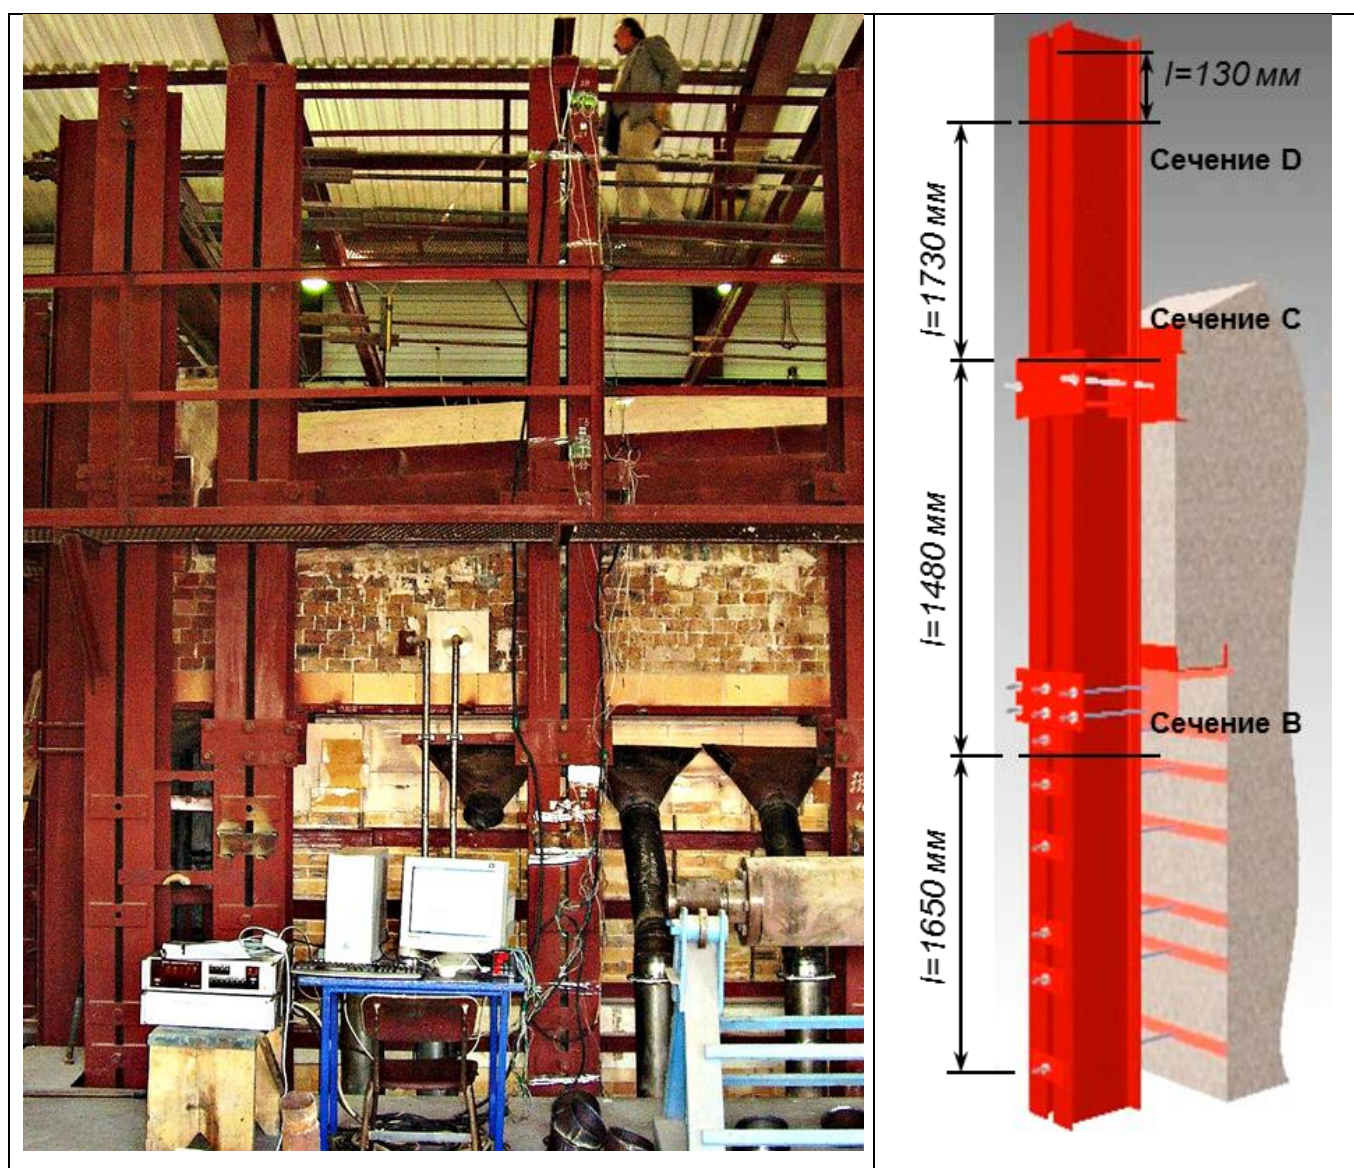 l=130 мм
Сечение D
l=1730 мм
Сечение C
l=1480 мм
Сечение B
l=1650 мм